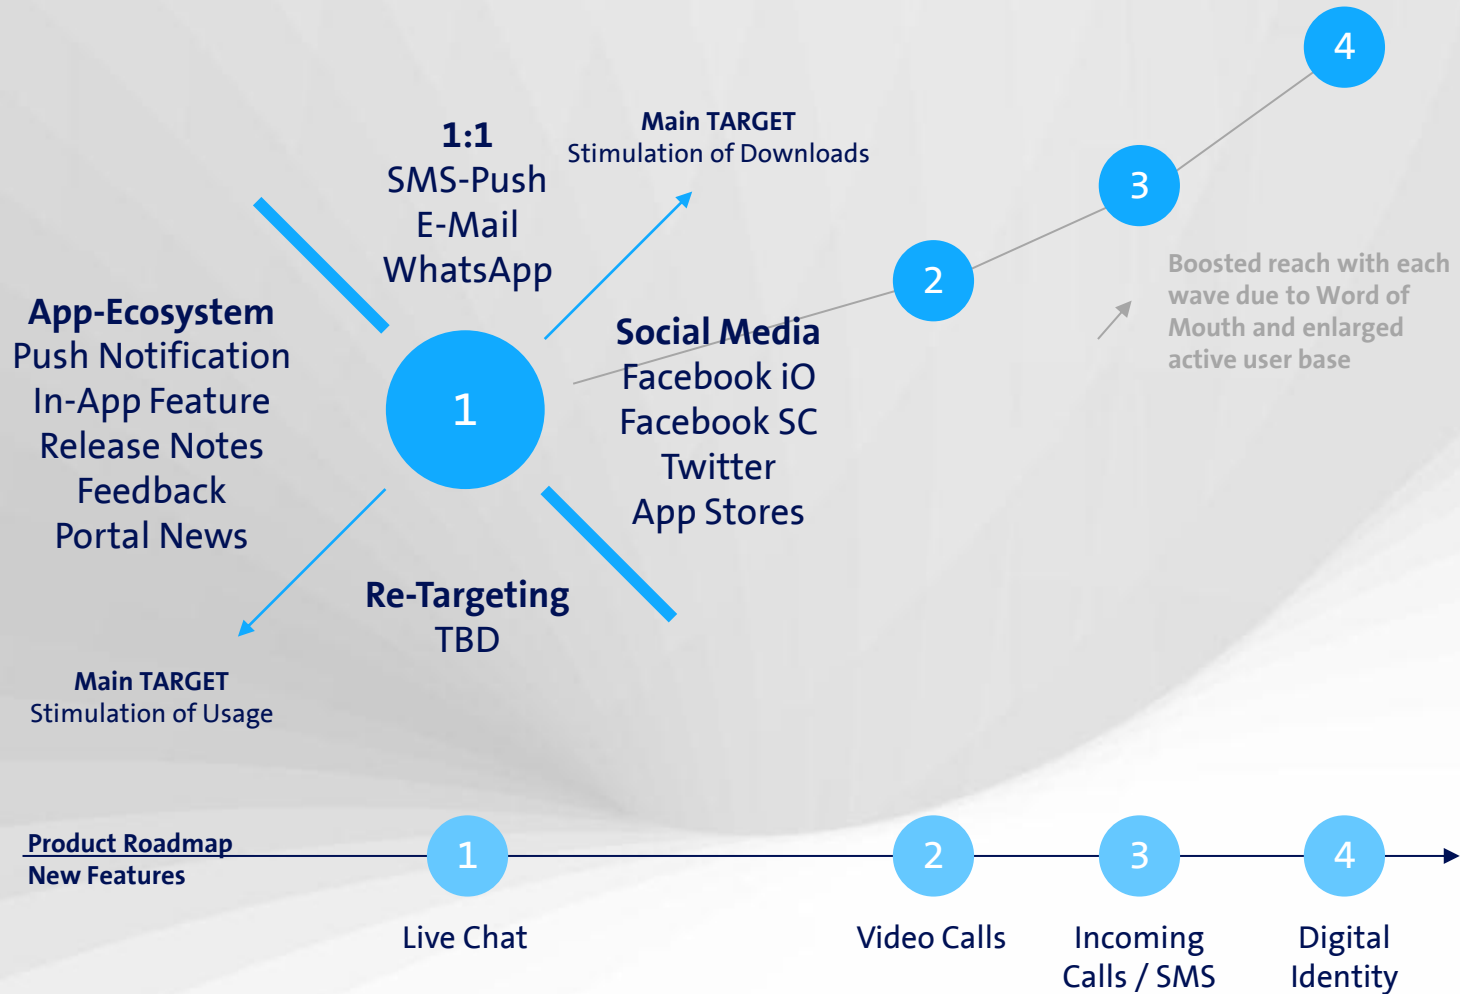 4
1:1
SMS-Push
E-Mail
WhatsApp
Main TARGET
Stimulation of Downloads
3
2
Boosted reach with each
wave due to Word of
Mouth and enlarged
active user base
App-Ecosystem
Push Notification
In-App Feature
Release Notes
Feedback
Portal News
1
Social Media
Facebook iO
Facebook SC
Twitter
App Stores
Re-Targeting
TBD
Main TARGET
Stimulation of Usage
Product Roadmap
New Features
1
2
3
4
Live Chat
Video Calls
Incoming
Calls / SMS
Digital
Identity